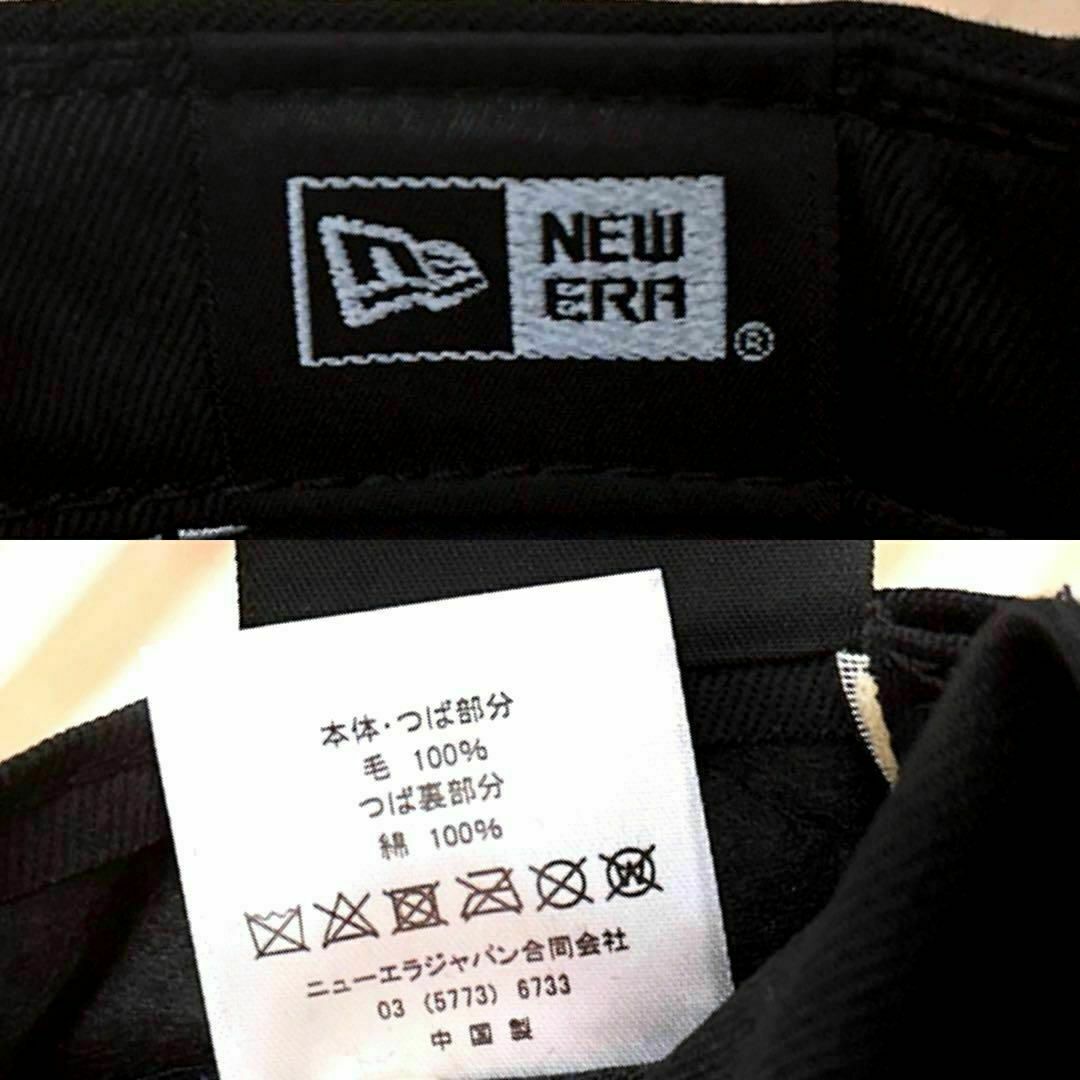 NEW
ERA
®
本体・つば部分
毛 100%
つば裏部分
綿 100%
ニューエラジャパン合同会社
03 (5773) 6733
中国製